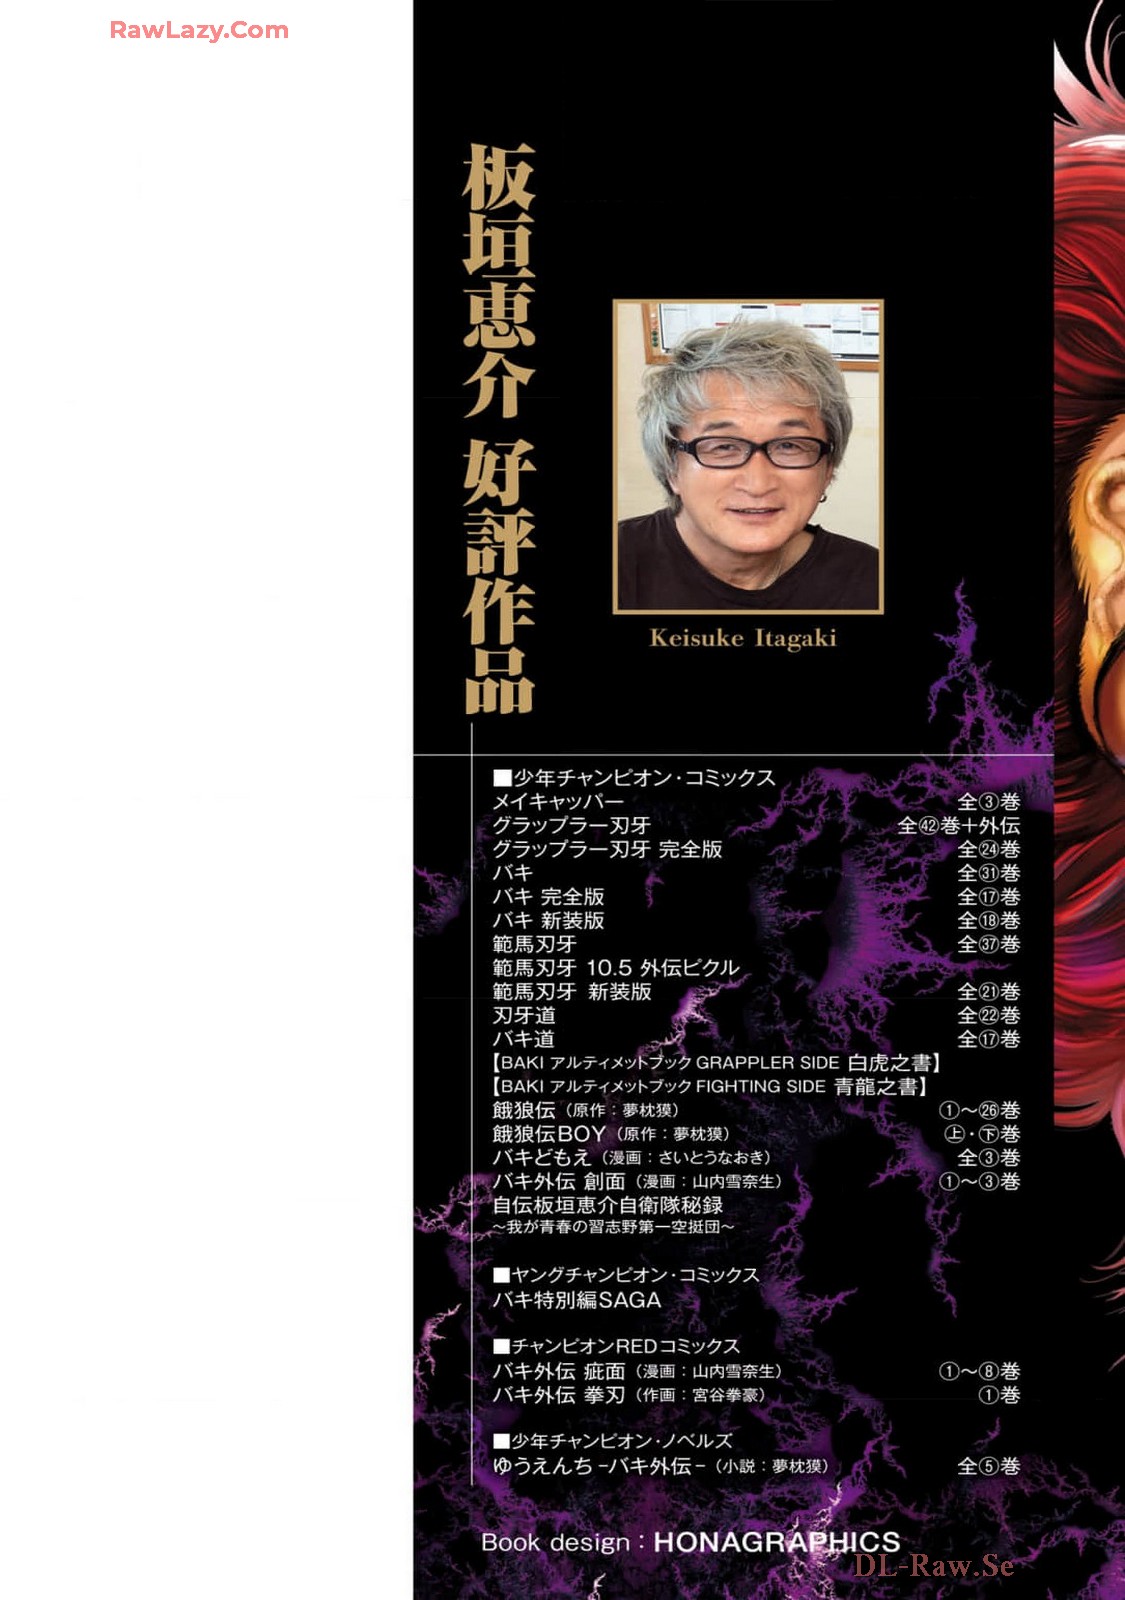 RawLazy.Com
板垣恵介 好評作品
Keisuke Itagaki
■少年チャンピオン・コミックス
メイキャッパー 全③巻
グラップラー刃牙 全㊷巻＋外伝
グラップラー刃牙 完全版 全㉔巻
バキ 全㉛巻
バキ 完全版 全⑰巻
バキ 新装版 全⑱巻
範馬刃牙 全㊲巻
範馬刃牙 10.5 外伝ピクル
範馬刃牙 新装版 全㉑巻
刃牙道 全㉒巻
バキ道 全⑰巻
【BAKI アルティメットブック GRAPPLER SIDE 白虎之書】
【BAKI アルティメットブック FIGHTING SIDE 青龍之書】
餓狼伝（原作：夢枕獏） ①〜㉖巻
餓狼伝BOY（原作：夢枕獏） ㊤・㊦巻
バキどもえ（漫画：さいとうなおき） 全③巻
バキ外伝 創面（漫画：山内雪奈生） ①〜③巻
自伝板垣恵介自衛隊秘録
〜我が青春の習志野第一空挺団〜
■ヤングチャンピオン・コミックス
バキ特別編SAGA
■チャンピオンREDコミックス
バキ外伝 疵面（漫画：山内雪奈生） ①〜⑧巻
バキ外伝 拳刃（作画：宮谷拳豪） ①巻
■少年チャンピオン・ノベルズ
ゆうえんち -バキ外伝-（小説：夢枕獏） 全⑤巻
Book design：HONAGRAPHICS
DL-Raw.Se